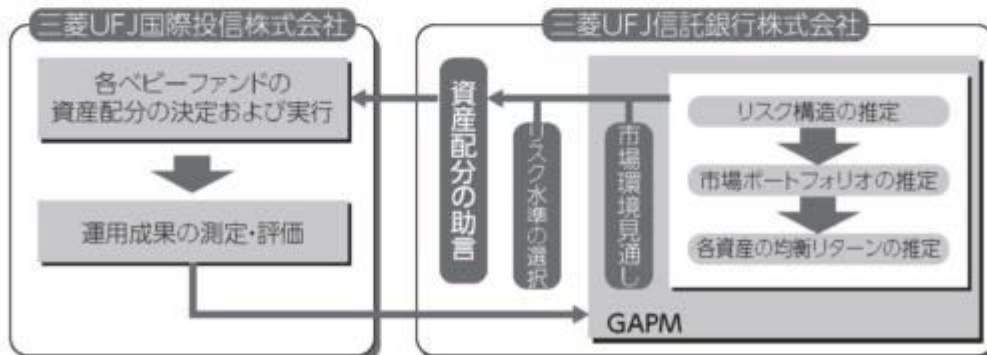 三菱UFJ国際投信株式会社
各ベビーファンドの
資産配分の決定および実行
運用成果の測定・評価
三菱UFJ信託銀行株式会社
資産配分の助言
リスク水準の選択
市場環境見通し
リスク構造の推定
市場ポートフォリオの推定
各資産の均衡リターンの推定
GAPM